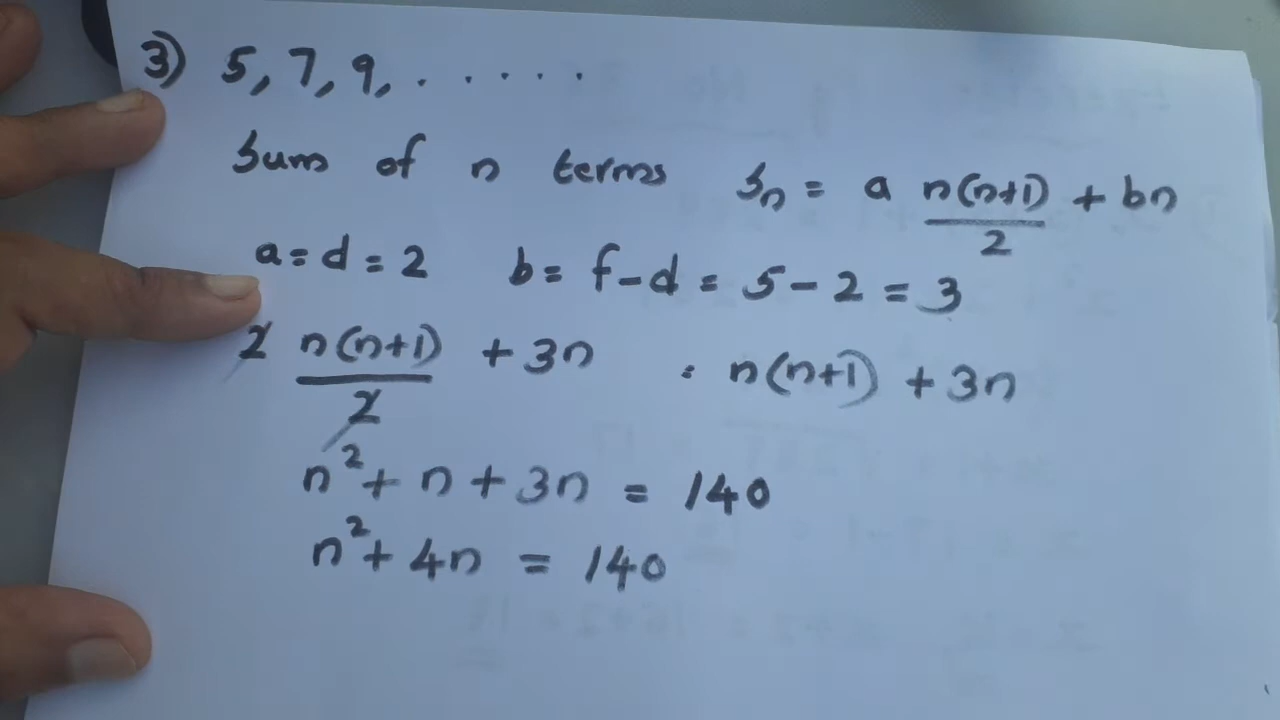 3) 5, 7, 9, . . . . . .
Sum of n terms Sn = a n(n+1)/2 + bn
a = d = 2 b = f - d = 5 - 2 = 3
2 n(n+1)/2 + 3n = n(n+1) + 3n
n² + n + 3n = 140
n² + 4n = 140